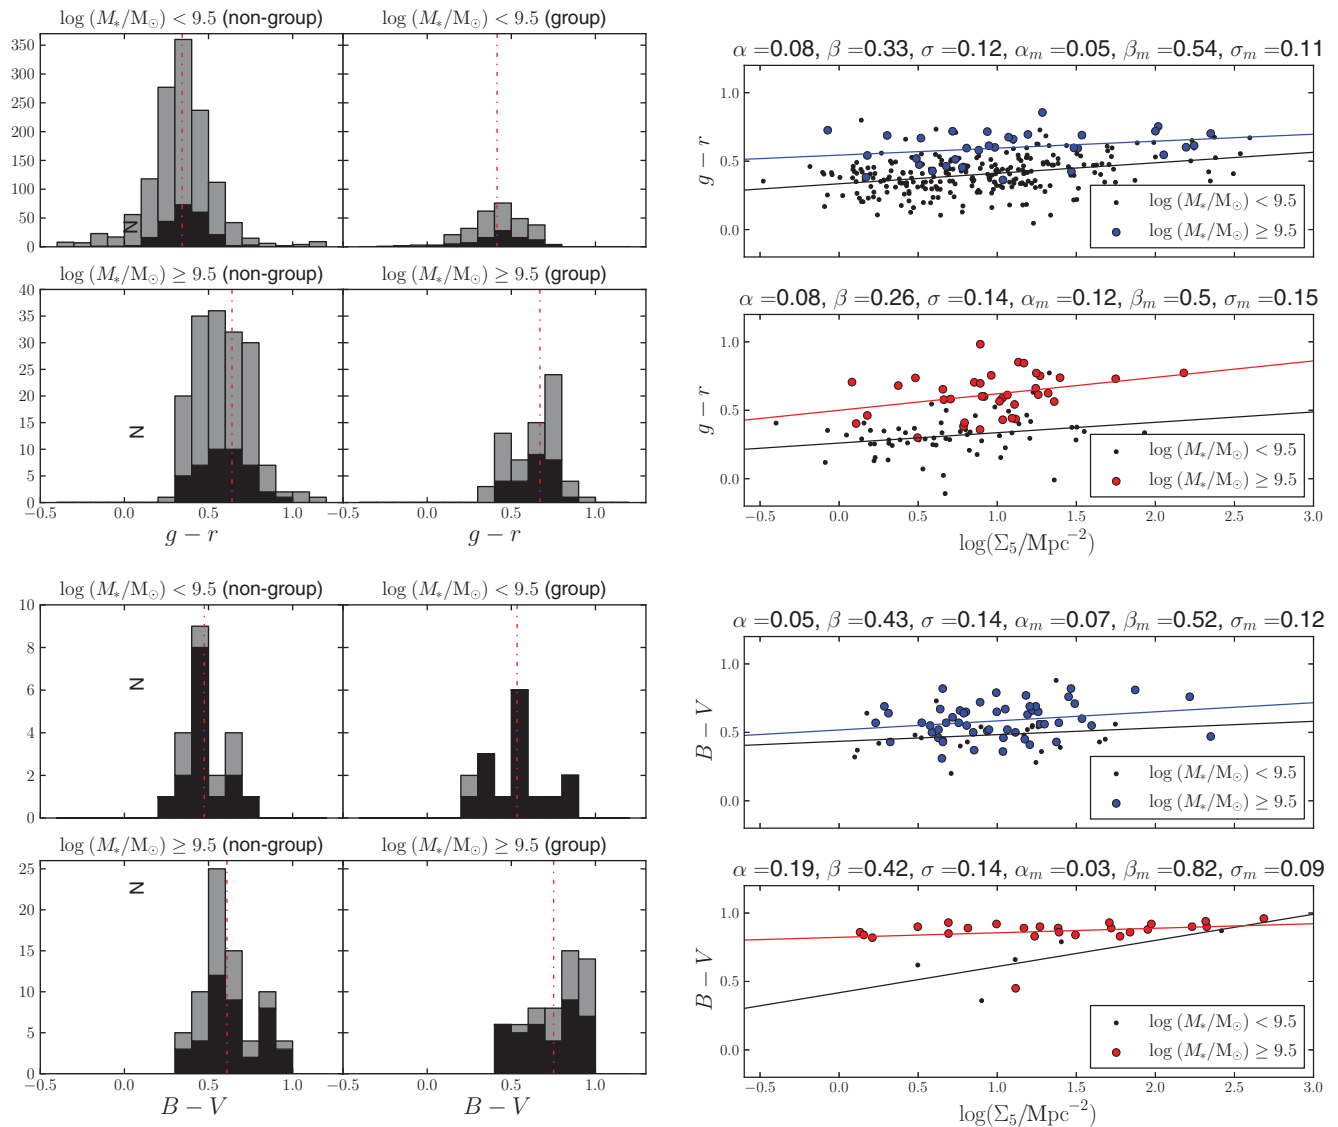 log (M*/M⊙) < 9.5 (non-group)
log (M*/M⊙) < 9.5 (group)
350
300
250
200
150
100
50
0
N
log (M*/M⊙) ≥ 9.5 (non-group)
log (M*/M⊙) ≥ 9.5 (group)
40
35
30
25
20
15
10
5
0
N
−0.5 0.0 0.5 1.0 −0.5 0.0 0.5 1.0
g − r
g − r
log (M*/M⊙) < 9.5 (non-group)
log (M*/M⊙) < 9.5 (group)
10
8
6
4
2
0
N
log (M*/M⊙) ≥ 9.5 (non-group)
log (M*/M⊙) ≥ 9.5 (group)
25
20
15
10
5
0
N
−0.5 0.0 0.5 1.0 −0.5 0.0 0.5 1.0
B − V
B − V
α =0.08, β =0.33, σ =0.12, αm =0.05, βm =0.54, σm =0.11
1.0
0.5
0.0
g − r
log (M*/M⊙) < 9.5
log (M*/M⊙) ≥ 9.5
α =0.08, β =0.26, σ =0.14, αm =0.12, βm =0.5, σm =0.15
1.0
0.5
0.0
g − r
log (M*/M⊙) < 9.5
log (M*/M⊙) ≥ 9.5
−0.5 0.0 0.5 1.0 1.5 2.0 2.5 3.0
log(Σ5/Mpc−2)
α =0.05, β =0.43, σ =0.14, αm =0.07, βm =0.52, σm =0.12
1.0
0.5
0.0
B − V
log (M*/M⊙) < 9.5
log (M*/M⊙) ≥ 9.5
α =0.19, β =0.42, σ =0.14, αm =0.03, βm =0.82, σm =0.09
1.0
0.5
0.0
B − V
log (M*/M⊙) < 9.5
log (M*/M⊙) ≥ 9.5
−0.5 0.0 0.5 1.0 1.5 2.0 2.5 3.0
log(Σ5/Mpc−2)